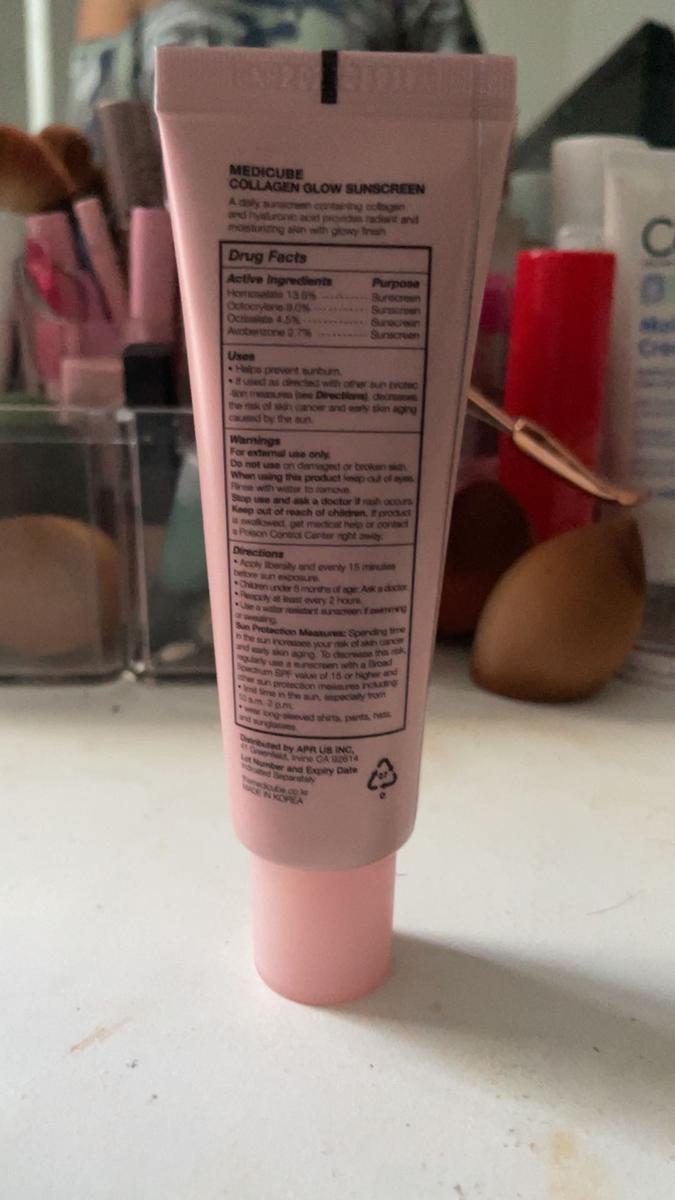 MEDICUBE
COLLAGEN GLOW SUNSCREEN
A daily sunscreen containing collagen
and hyaluronic acid provides radiant and
moisturizing skin with glowy finish
Drug Facts
Active Ingredients Purpose
Homosalate 13.6% ............ Sunscreen
Octocrylene 9.0% ............ Sunscreen
Octisalate 4.5% ............ Sunscreen
Avobenzone 2.7% ............ Sunscreen
Uses
• Helps prevent sunburn.
• If used as directed with other sun protec
-tion measures (see Directions), decreases
the risk of skin cancer and early skin aging
caused by the sun.
Warnings
For external use only.
Do not use on damaged or broken skin.
When using this product keep out of eyes.
Rinse with water to remove.
Stop use and ask a doctor if rash occurs.
Keep out of reach of children. If product
is swallowed, get medical help or contact
a Poison Control Center right away.
Directions
• Apply liberally and evenly 15 minutes
before sun exposure.
• Children under 6 months of age: Ask a doctor.
• Reapply at least every 2 hours.
• Use a water resistant sunscreen if swimming
or sweating.
Sun Protection Measures: Spending time
in the sun increases your risk of skin cancer
and early skin aging. To decrease this risk,
regularly use a sunscreen with a Broad
Spectrum SPF value of 15 or higher and
other sun protection measures including:
• limit time in the sun, especially from
10 a.m.-2 p.m.
• wear long-sleeved shirts, pants, hats,
and sunglasses.
Distributed by APR US INC,
41 Greenfield, Irvine CA 92614
Lot Number and Expiry Date
Indicated Separately
themedicube.co.kr
MADE IN KOREA